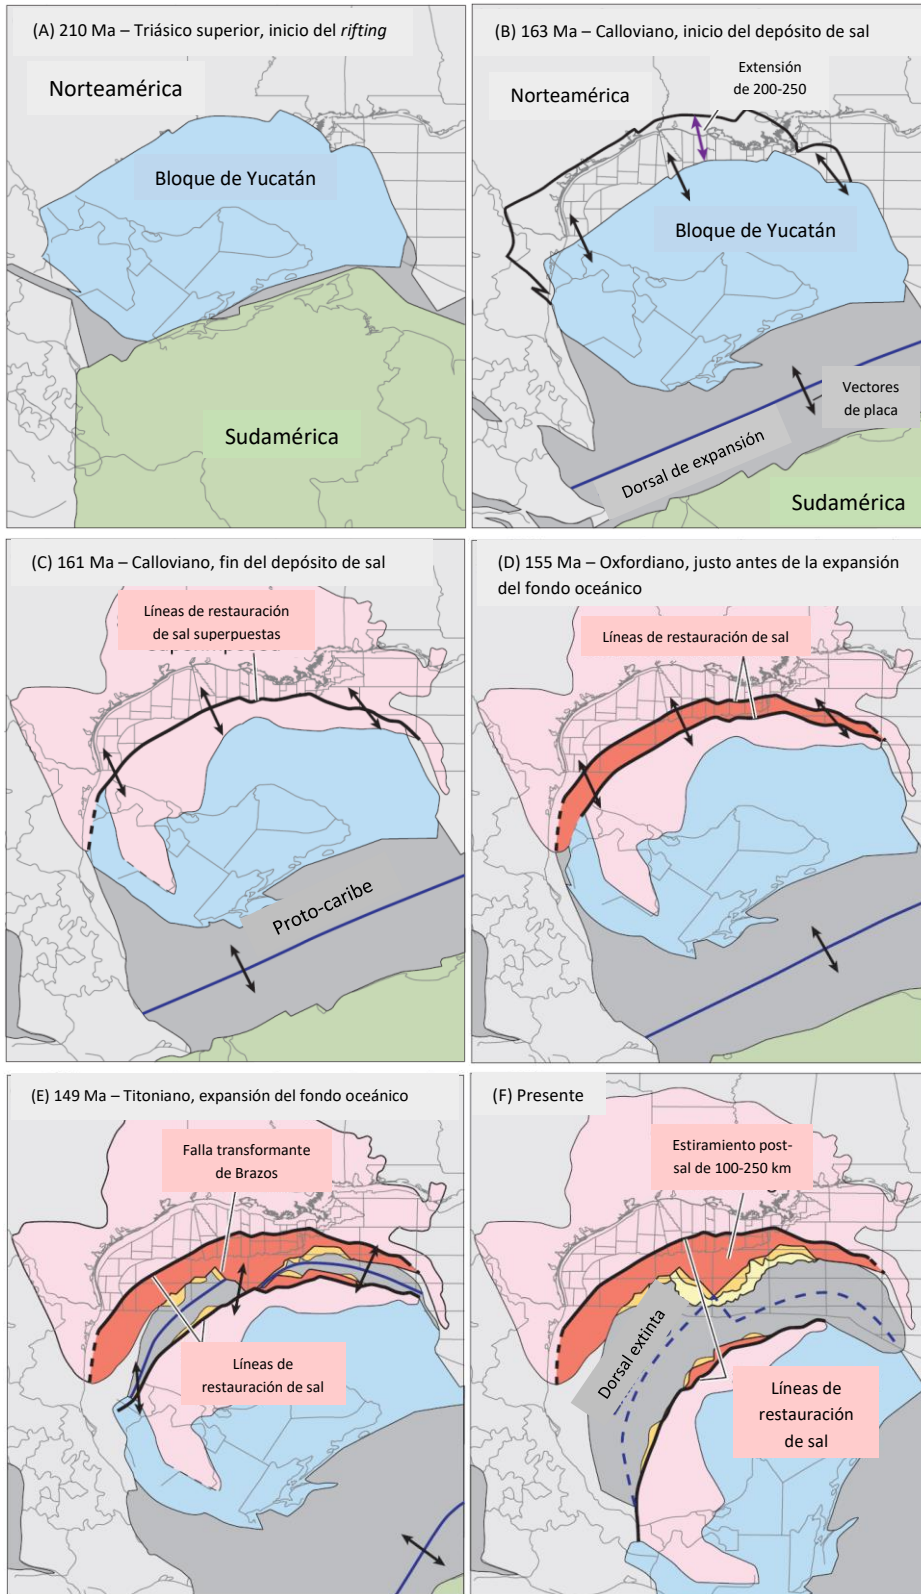 (A) 210 Ma – Triásico superior, inicio del rifting
Norteamérica
Bloque de Yucatán
Sudamérica
(B) 163 Ma – Calloviano, inicio del depósito de sal
Extensión
de 200-250
Norteamérica
Bloque de Yucatán
Vectores
de placa
Dorsal de expansión
Sudamérica
(C) 161 Ma – Calloviano, fin del depósito de sal
Líneas de restauración
de sal superpuestas
Proto-caribe
(D) 155 Ma – Oxfordiano, justo antes de la expansión
del fondo oceánico
Líneas de restauración de sal
(E) 149 Ma – Titoniano, expansión del fondo oceánico
Falla transformante
de Brazos
Líneas de
restauración de sal
(F) Presente
Estiramiento post-
sal de 100-250 km
Dorsal extinta
Líneas de
restauración
de sal